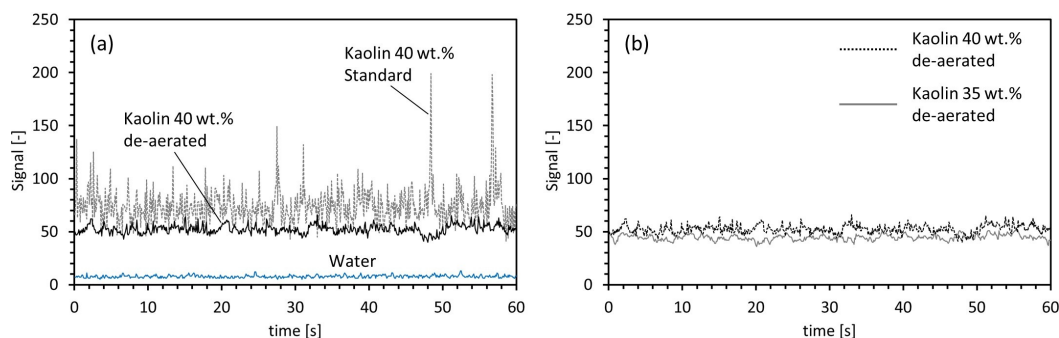 (a)
Signal [-]
250
200
150
100
50
0
Kaolin 40 wt.%
Standard
Kaolin 40 wt.%
de-aerated
Water
0 10 20 30 40 50 60
time [s]
(b)
Signal [-]
250
200
150
100
50
0
Kaolin 40 wt.%
de-aerated
Kaolin 35 wt.%
de-aerated
0 10 20 30 40 50 60
time [s]